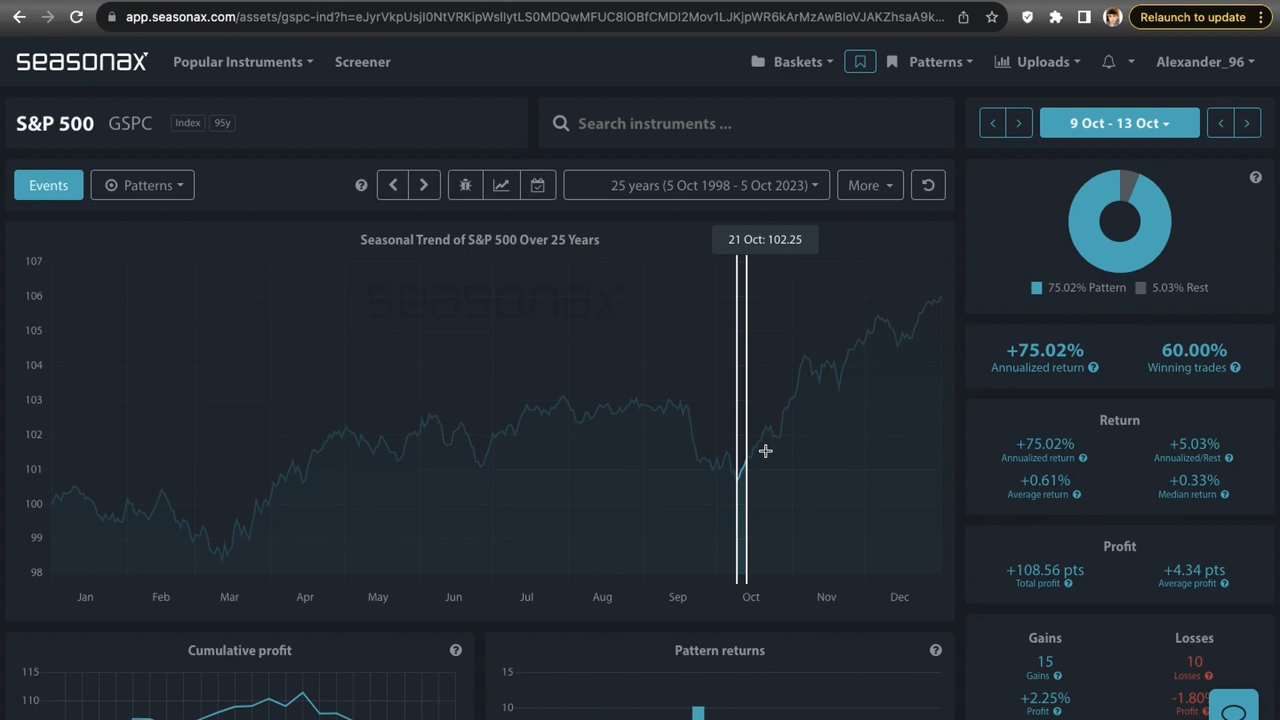 app.seasonax.com/assets/gspc-ind?h=
Relaunch to update
seasonax
Popular Instruments
Screener
Baskets
Patterns
Uploads
Alexander_96
S&P 500 GSPC Index 95y
Search instruments ...
9 Oct - 13 Oct
Events
Patterns
25 years (5 Oct 1998 - 5 Oct 2023)
More
Seasonal Trend of S&P 500 Over 25 Years
21 Oct: 102.25
seasonax
107
106
105
104
103
102
101
100
99
98
Jan Feb Mar Apr May Jun Jul Aug Sep Oct Nov Dec
75.02% Pattern 5.03% Rest
+75.02% 60.00%
Annualized return Winning trades
Return
+75.02% +5.03%
Annualized return Annualized/Rest
+0.61% +0.33%
Average return Median return
Profit
+108.56 pts +4.34 pts
Total profit Average profit
Gains Losses
15 10
Gains Losses
+2.25% -1.80%
Profit Profit
Cumulative profit
115
110
Pattern returns
15
10